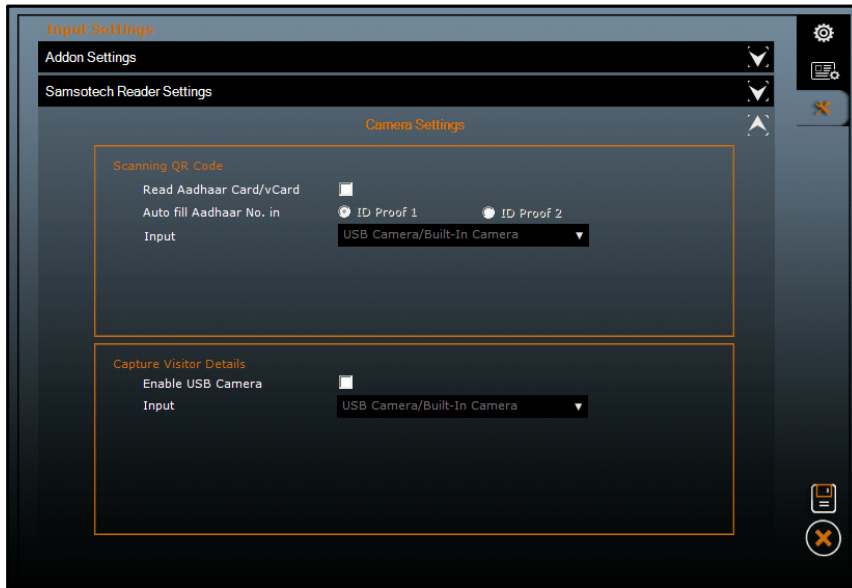 Input Settings
Addon Settings
Samsotech Reader Settings
Camera Settings
Scanning QR Code
Read Aadhaar Card/vCard
Auto fill Aadhaar No. in ID Proof 1 ID Proof 2
Input USB Camera/Built-In Camera
Capture Visitor Details
Enable USB Camera
Input USB Camera/Built-In Camera